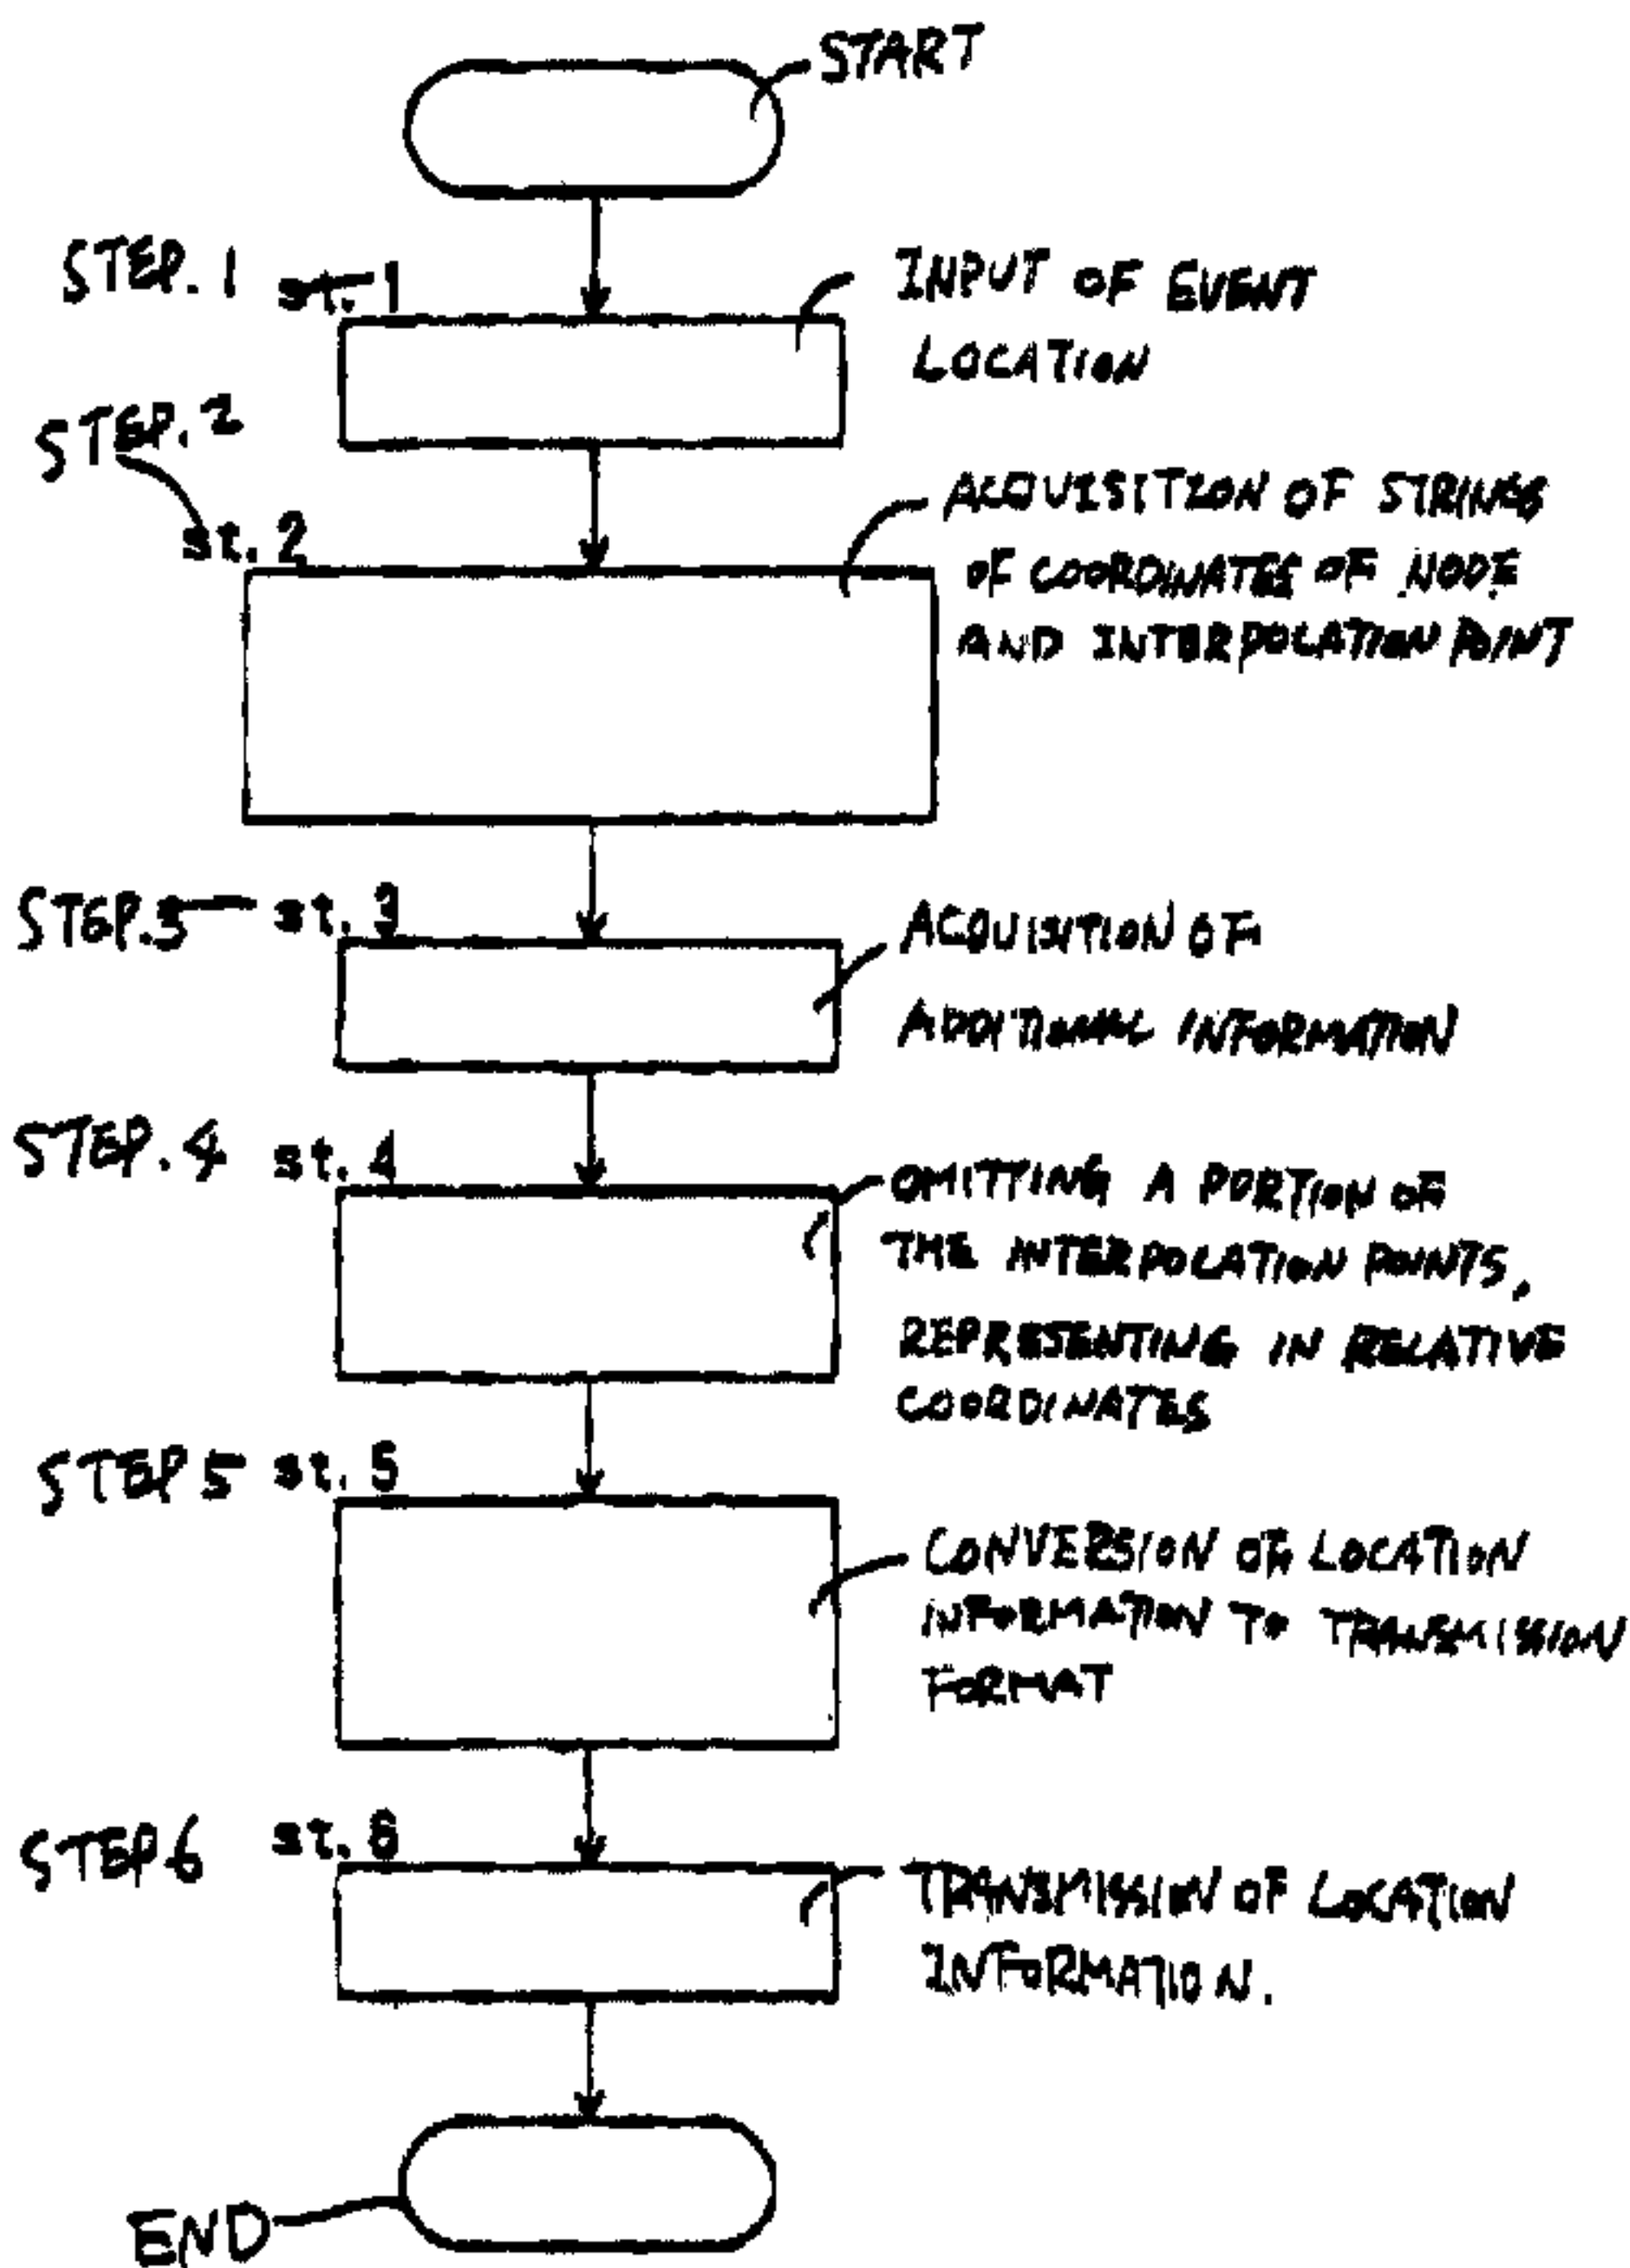 START
STEP. 1 st. 1
INPUT OF EVENT
LOCATION
STEP. 2
st. 2
ACQUISITION OF STRINGS
OF COORDINATES OF NODE
AND INTERPOLATION POINT
STEP. 3 st. 3
ACQUISITION OF
ADDITIONAL INFORMATION
STEP. 4 st. 4
OMITTING A PORTION OF
THE INTERPOLATION POINTS,
REPRESENTING IN RELATIVE
COORDINATES
STEP 5 st. 5
CONVERSION OF LOCATION
INFORMATION TO TRANSMISSION
FORMAT
STEP.6 st. 6
TRANSMISSION OF LOCATION
INFORMATION.
END